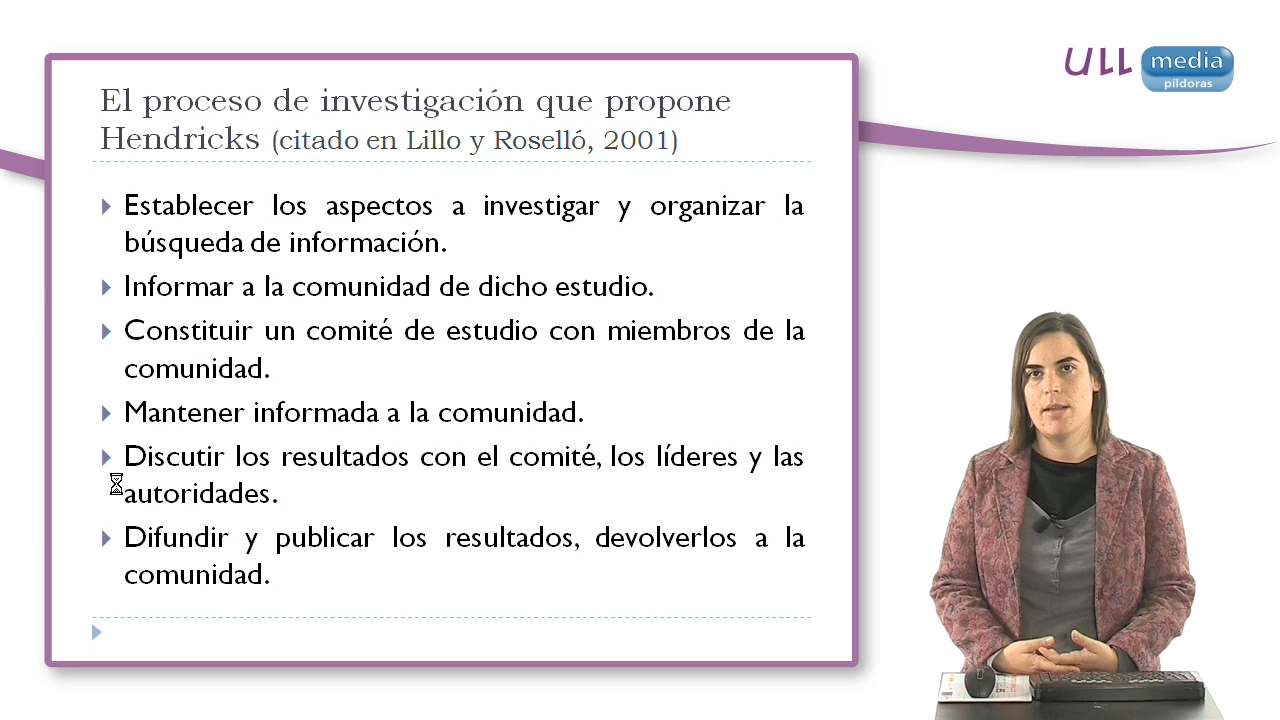 El proceso de investigación que propone
Hendricks (citado en Lillo y Roselló, 2001)
Establecer los aspectos a investigar y organizar la
búsqueda de información.
Informar a la comunidad de dicho estudio.
Constituir un comité de estudio con miembros de la
comunidad.
Mantener informada a la comunidad.
Discutir los resultados con el comité, los líderes y las
autoridades.
Difundir y publicar los resultados, devolverlos a la
comunidad.
ULL media
píldoras